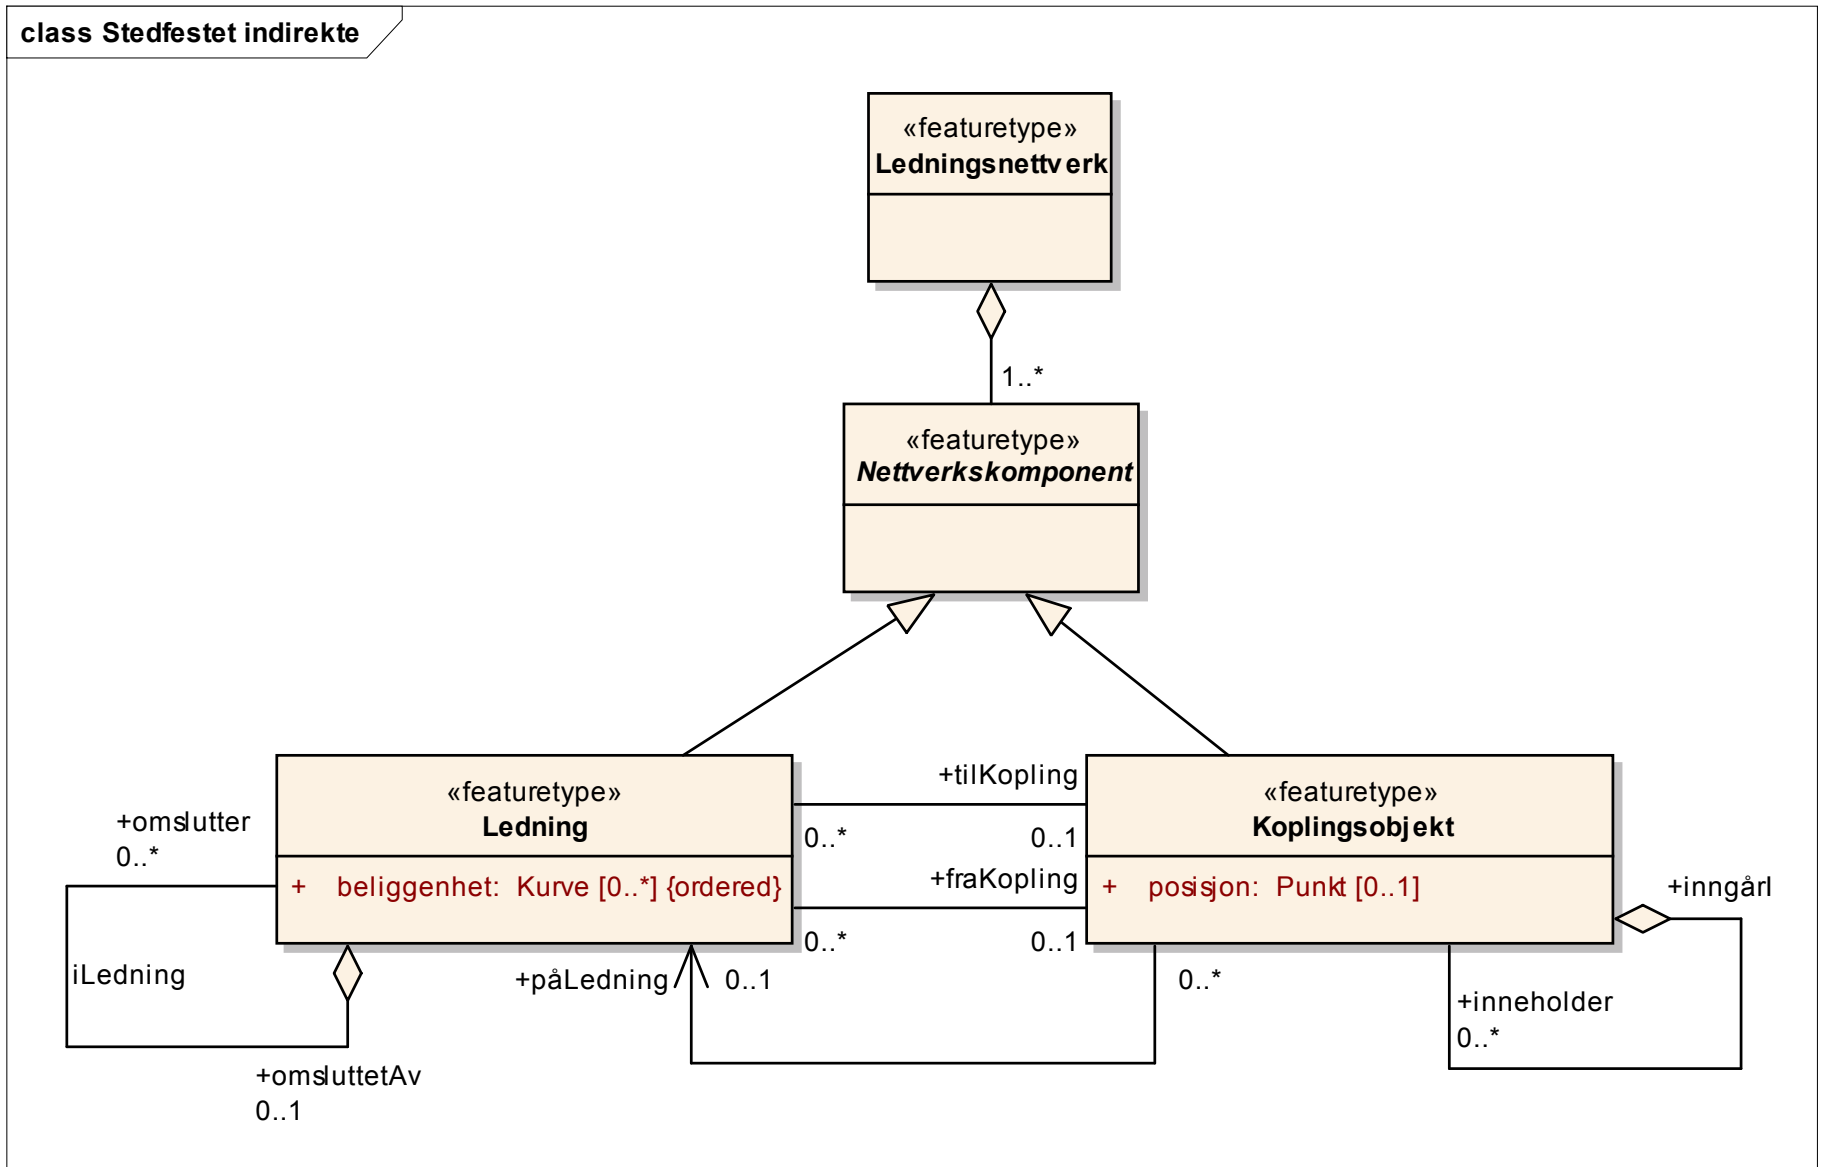 class Stedfestet indirekte
«featuretype»
Ledningsnettverk
1..*
«featuretype»
Nettverkskomponent
«featuretype»
Ledning
+ beliggenhet: Kurve [0..*] {ordered}
«featuretype»
Koplingsobjekt
+ posisjon: Punkt [0..1]
+tilKopling
0..*
0..1
+fraKopling
0..*
0..1
+omslutter
0..*
iLedning
+omsluttetAv
0..1
+påLedning
0..1
0..*
+inngårI
+inneholder
0..*